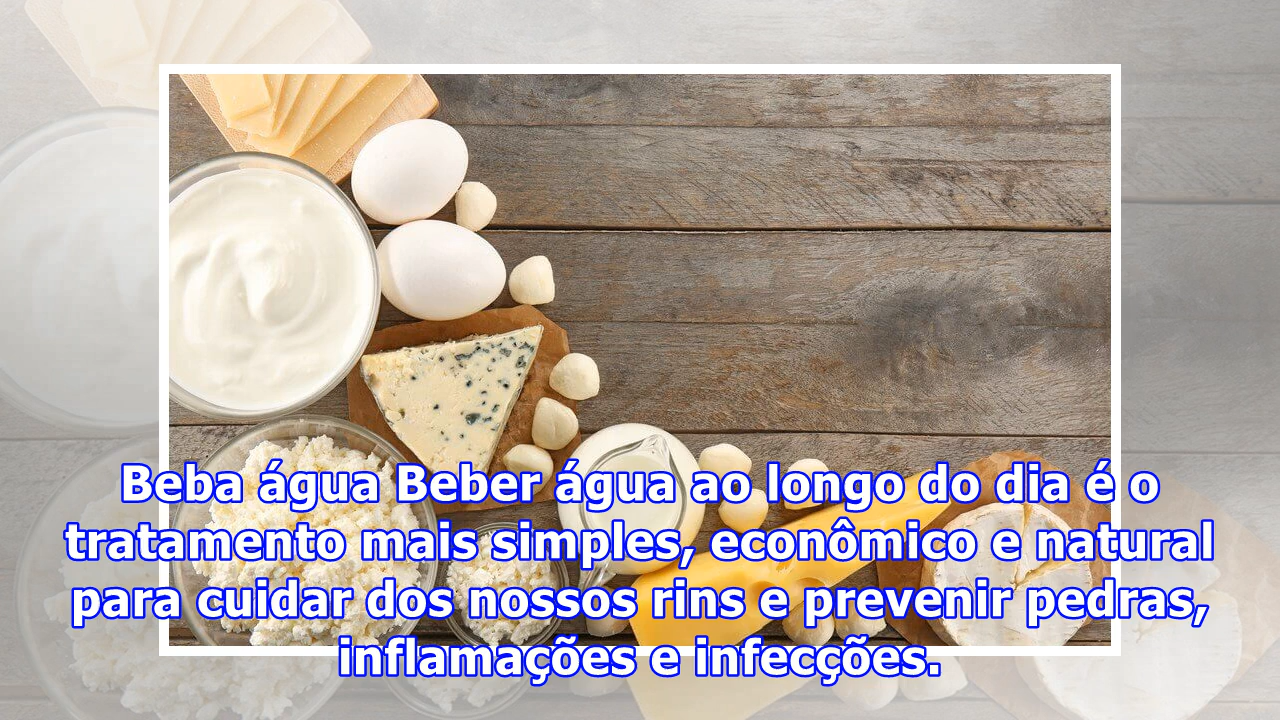 Beba água Beber água ao longo do dia é o
tratamento mais simples, econômico e natural
para cuidar dos nossos rins e prevenir pedras,
inflamações e infecções.